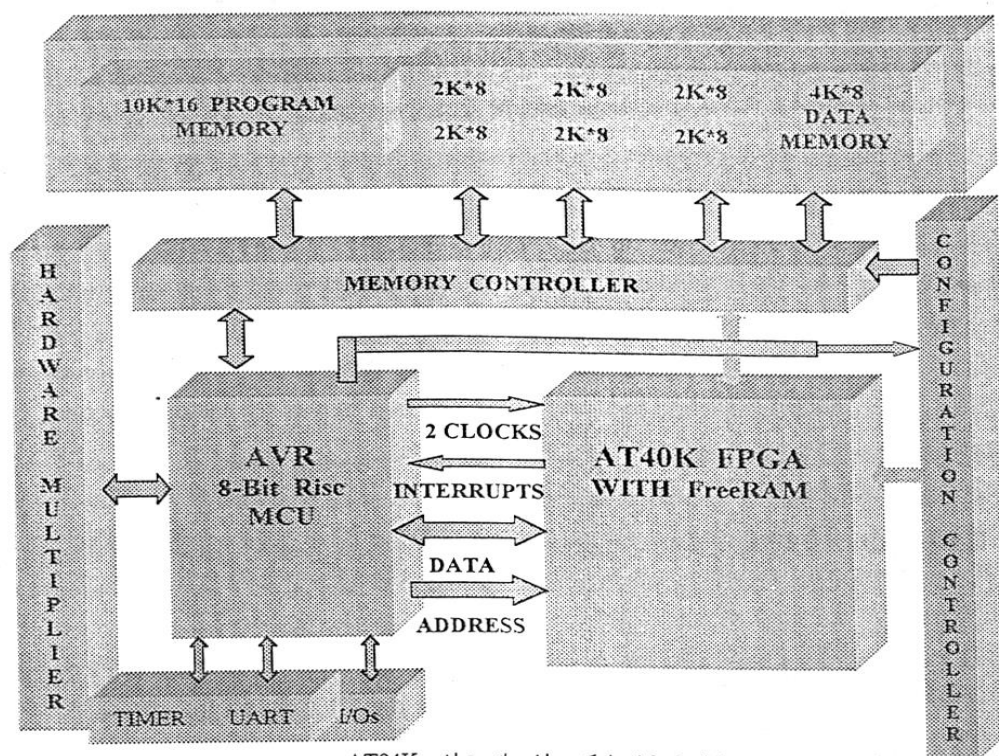 10K*16 PROGRAM
MEMORY
2K*8
2K*8
2K*8
2K*8
2K*8
2K*8
4K*8
DATA
MEMORY
MEMORY CONTROLLER
HARDWARE MULTIPLIER
CONFIGURATION CONTROLLER
AVR
8-Bit Risc
MCU
2 CLOCKS
INTERRUPTS
DATA
ADDRESS
AT40K FPGA
WITH FreeRAM
TIMER
UART
I/Os